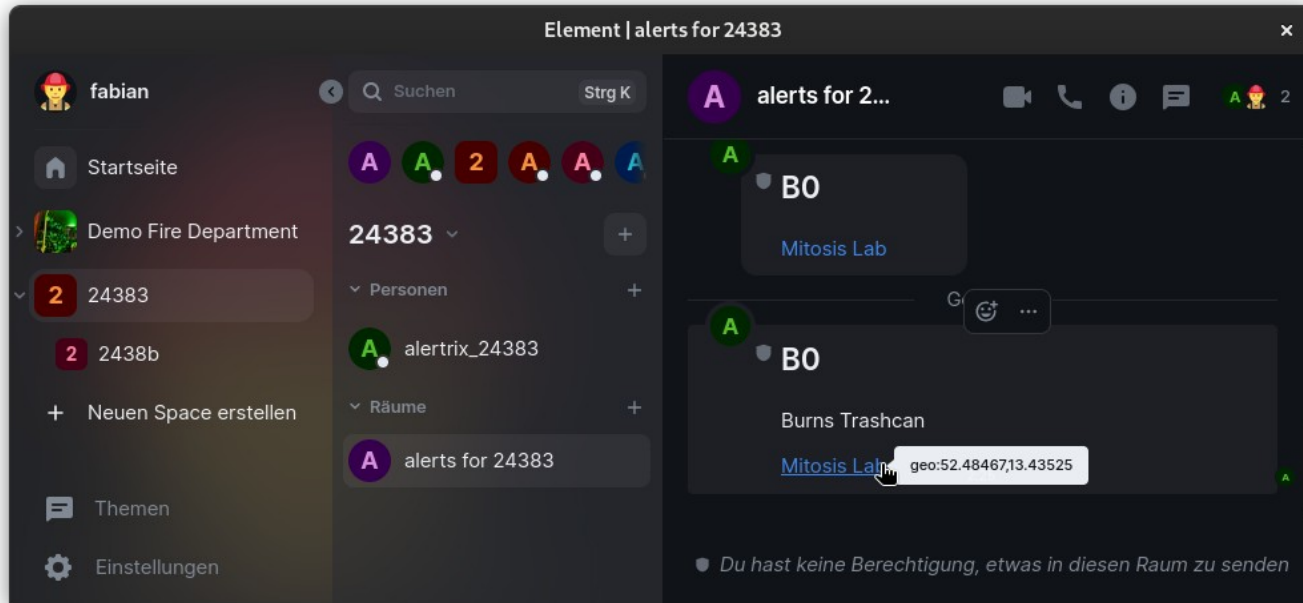 Element | alerts for 24383
×
fabian
Startseite
Demo Fire Department
2 24383
2 2438b
+ Neuen Space erstellen
Themen
Einstellungen
Suchen Strg K
A A 2 A A A
24383 +
Personen +
A alertrix_24383
Räume +
A alerts for 24383
A alerts for 2... A 2
A
B0
Mitosis Lab
A
B0
Burns Trashcan
Mitosis Lab geo:52.48467,13.43525
A
Du hast keine Berechtigung, etwas in diesen Raum zu senden